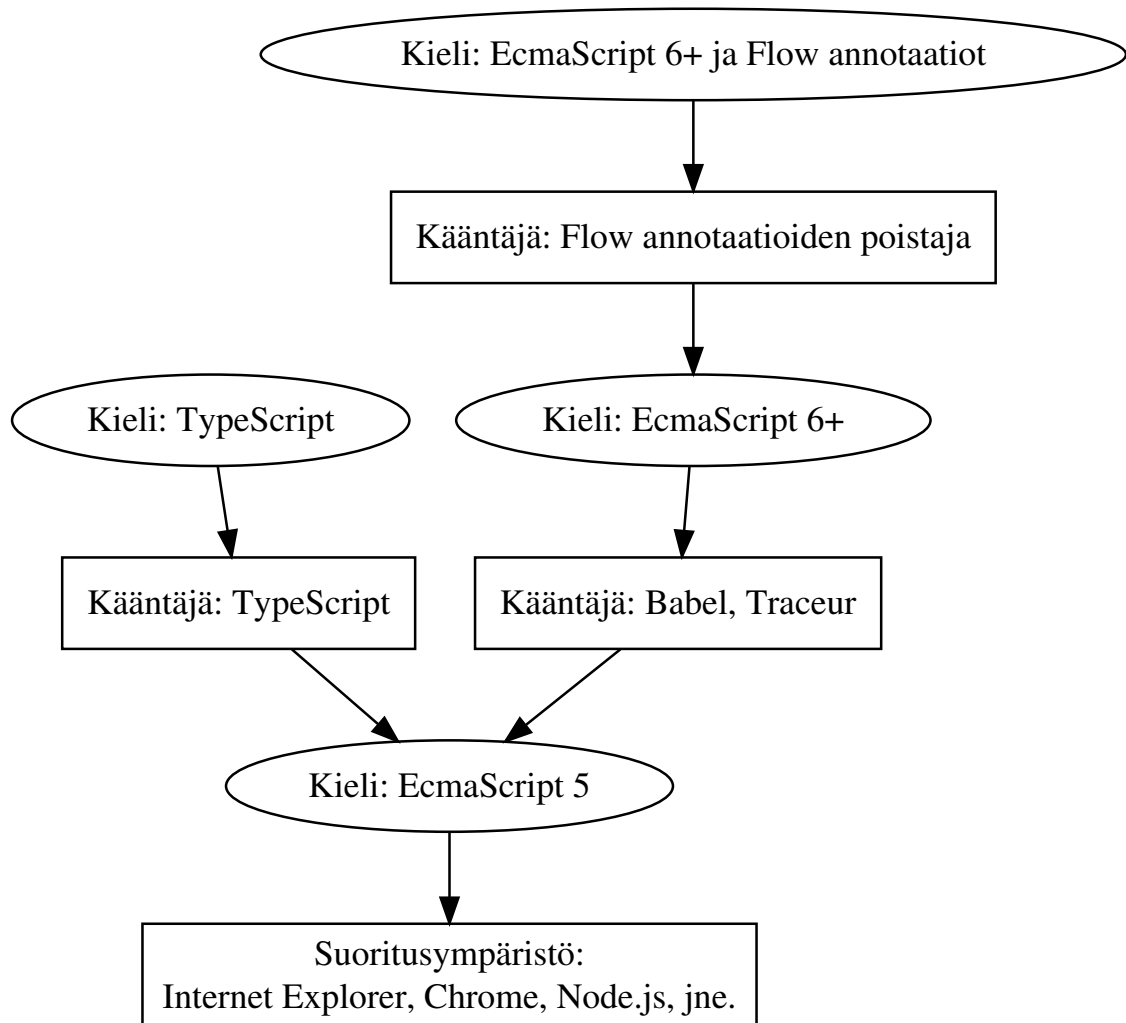 Kieli: EcmaScript 6+ ja Flow annotaatiot
Kääntäjä: Flow annotaatioiden poistaja
Kieli: TypeScript
Kieli: EcmaScript 6+
Kääntäjä: TypeScript
Kääntäjä: Babel, Traceur
Kieli: EcmaScript 5
Suoritusympäristö:
Internet Explorer, Chrome, Node.js, jne.